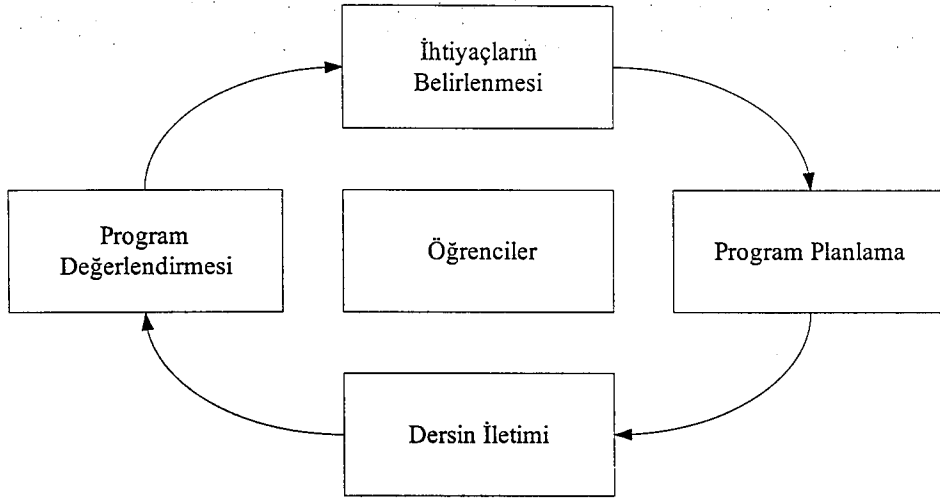 İhtiyaçların
Belirlenmesi
Program
Değerlendirmesi
Öğrenciler
Program Planlama
Dersin İletimi